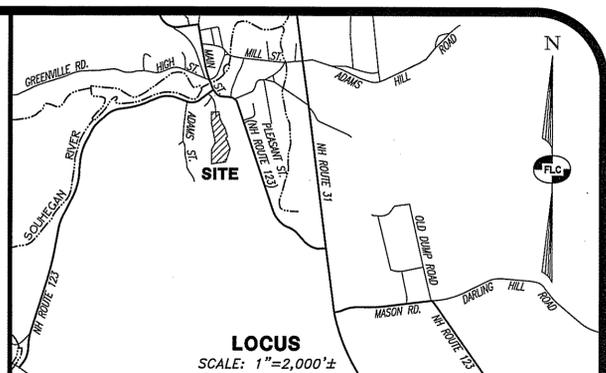 N
GREENVILLE RD.
HIGH ST.
MAIN ST.
MILL ST.
ADAMS HILL ROAD
ADAMS ST.
SITE
PLEASANT ST.
(NH ROUTE 123)
NH ROUTE 31
FLC
SOUHEGAN RIVER
OLD DUMP ROAD
NH ROUTE 123
MASON RD.
DARLING HILL ROAD
NH ROUTE 123
LOCUS
SCALE: 1"=2,000'±